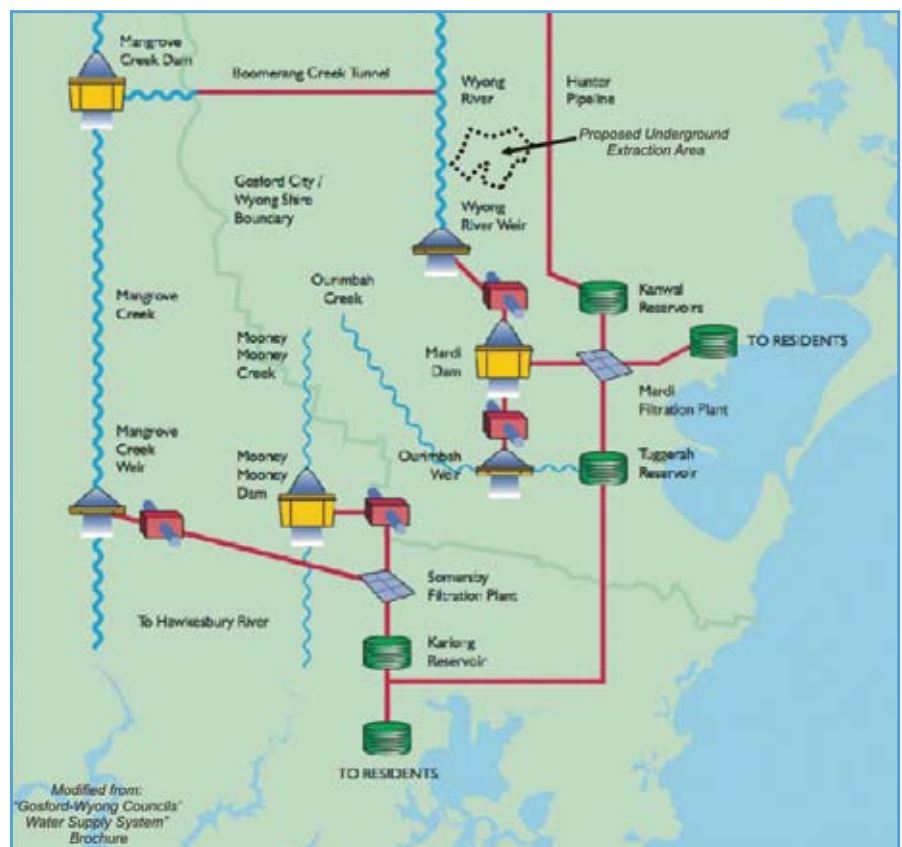 Mangrove
Creek Dam
Boomerang Creek Tunnel
Wyong
River
Hunter
Pipeline
Proposed Underground
Extraction Area
Gosford City /
Wyong Shire
Boundary
Wyong
River Weir
Ourimbah
Creek
Mangrove
Creek
Kanwal
Reservoirs
Mooney
Mooney
Creek
Mardi
Dam
TO RESIDENTS
Mardi
Filtration Plant
Mangrove
Creek
Weir
Mooney
Mooney
Dam
Ourimbah
Weir
Tuggerah
Reservoir
Somersby
Filtration Plant
To Hawkesbury River
Kariong
Reservoir
TO RESIDENTS
Modified from:
"Gosford-Wyong Councils'
Water Supply System"
Brochure